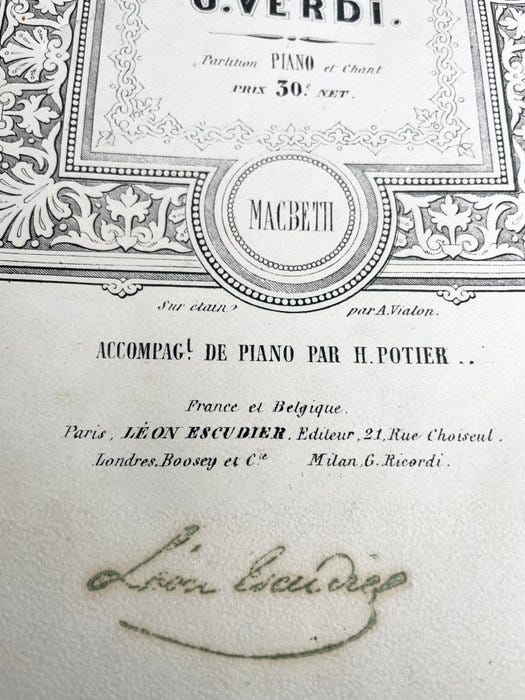 G. VERDI.
Partition PIANO et Chant
PRIX 30f NET.
MACBETH
Sur étain par A. Vialon.
ACCOMPAGt. DE PIANO PAR H. POTIER ..
France et Belgique.
Paris, LÉON ESCUDIER, Editeur, 21, Rue Choiseul.
Londres, Boosey et Cie Milan, G. Ricordi.
Léon Escudier